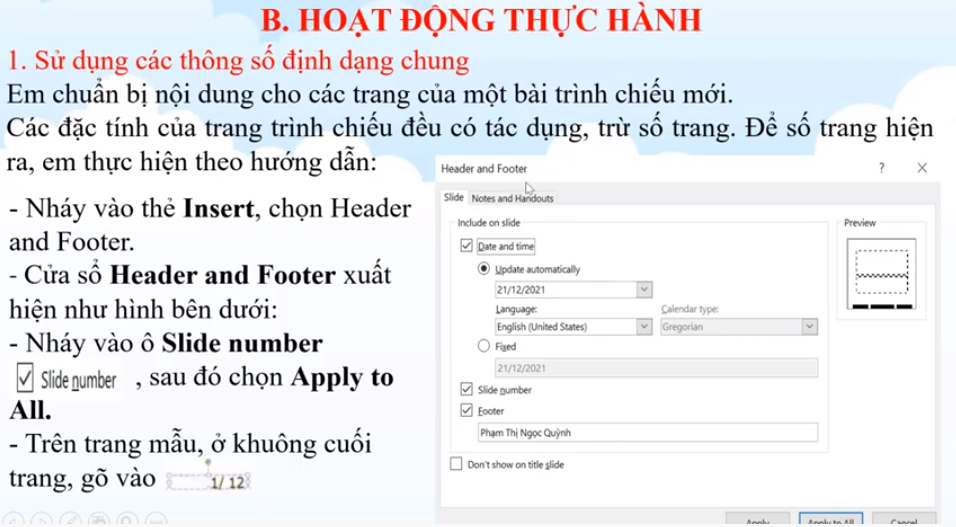 B. HOẠT ĐỘNG THỰC HÀNH
1. Sử dụng các thông số định dạng chung
Em chuẩn bị nội dung cho các trang của một bài trình chiếu mới.
Các đặc tính của trang trình chiếu đều có tác dụng, trừ số trang. Để số trang hiện
ra, em thực hiện theo hướng dẫn:
- Nháy vào thẻ Insert, chọn Header
and Footer.
- Cửa sổ Header and Footer xuất
hiện như hình bên dưới:
- Nháy vào ô Slide number
Slide number , sau đó chọn Apply to
All.
- Trên trang mẫu, ở khuông cuối
trang, gõ vào 1/ 12
Header and Footer
Slide Notes and Handouts
Include on slide
Preview
Date and time
Update automatically
21/12/2021
Language: Calendar type:
English (United States) Gregorian
Fixed
21/12/2021
Slide number
Footer
Phạm Thị Ngọc Quỳnh
Don't show on title slide
Apply Apply to All Cancel